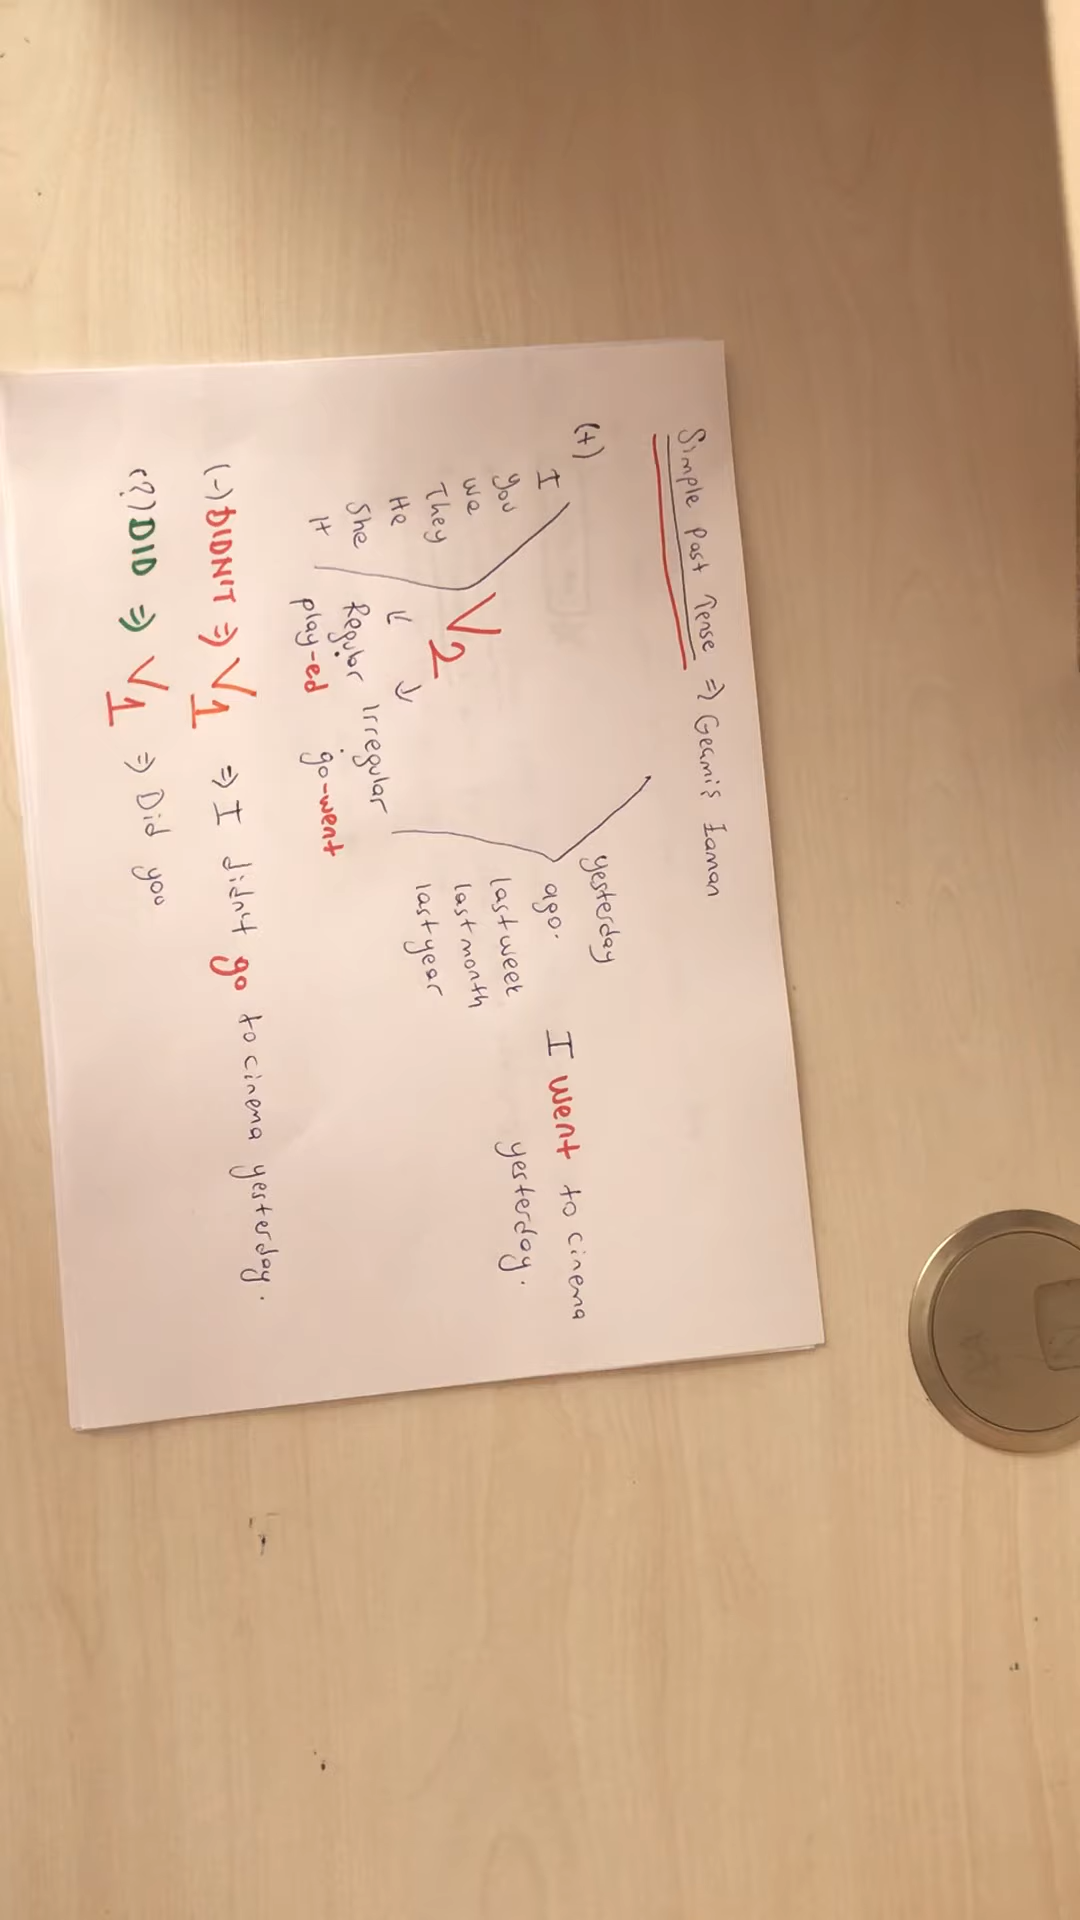 Simple Past Tense => Geçmiş Zaman
(+)
I
you
we
They
He
She
It
V2
Regular Irregular
play-ed go-went
yesterday
ago.
last week
last month
last year
I went to cinema
yesterday.
(-) DIDN'T => V1 => I didn't go to cinema yesterday.
(?) DID => V1 => Did you